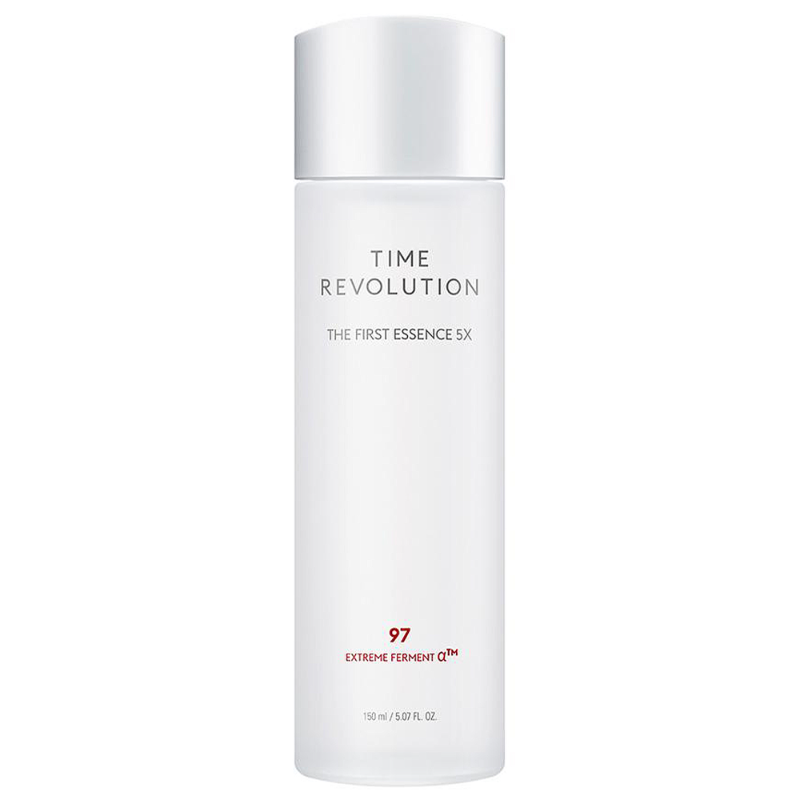 TIME
REVOLUTION
THE FIRST ESSENCE 5X
97
EXTREME FERMENT α™
150 ml / 5.07 FL. OZ.